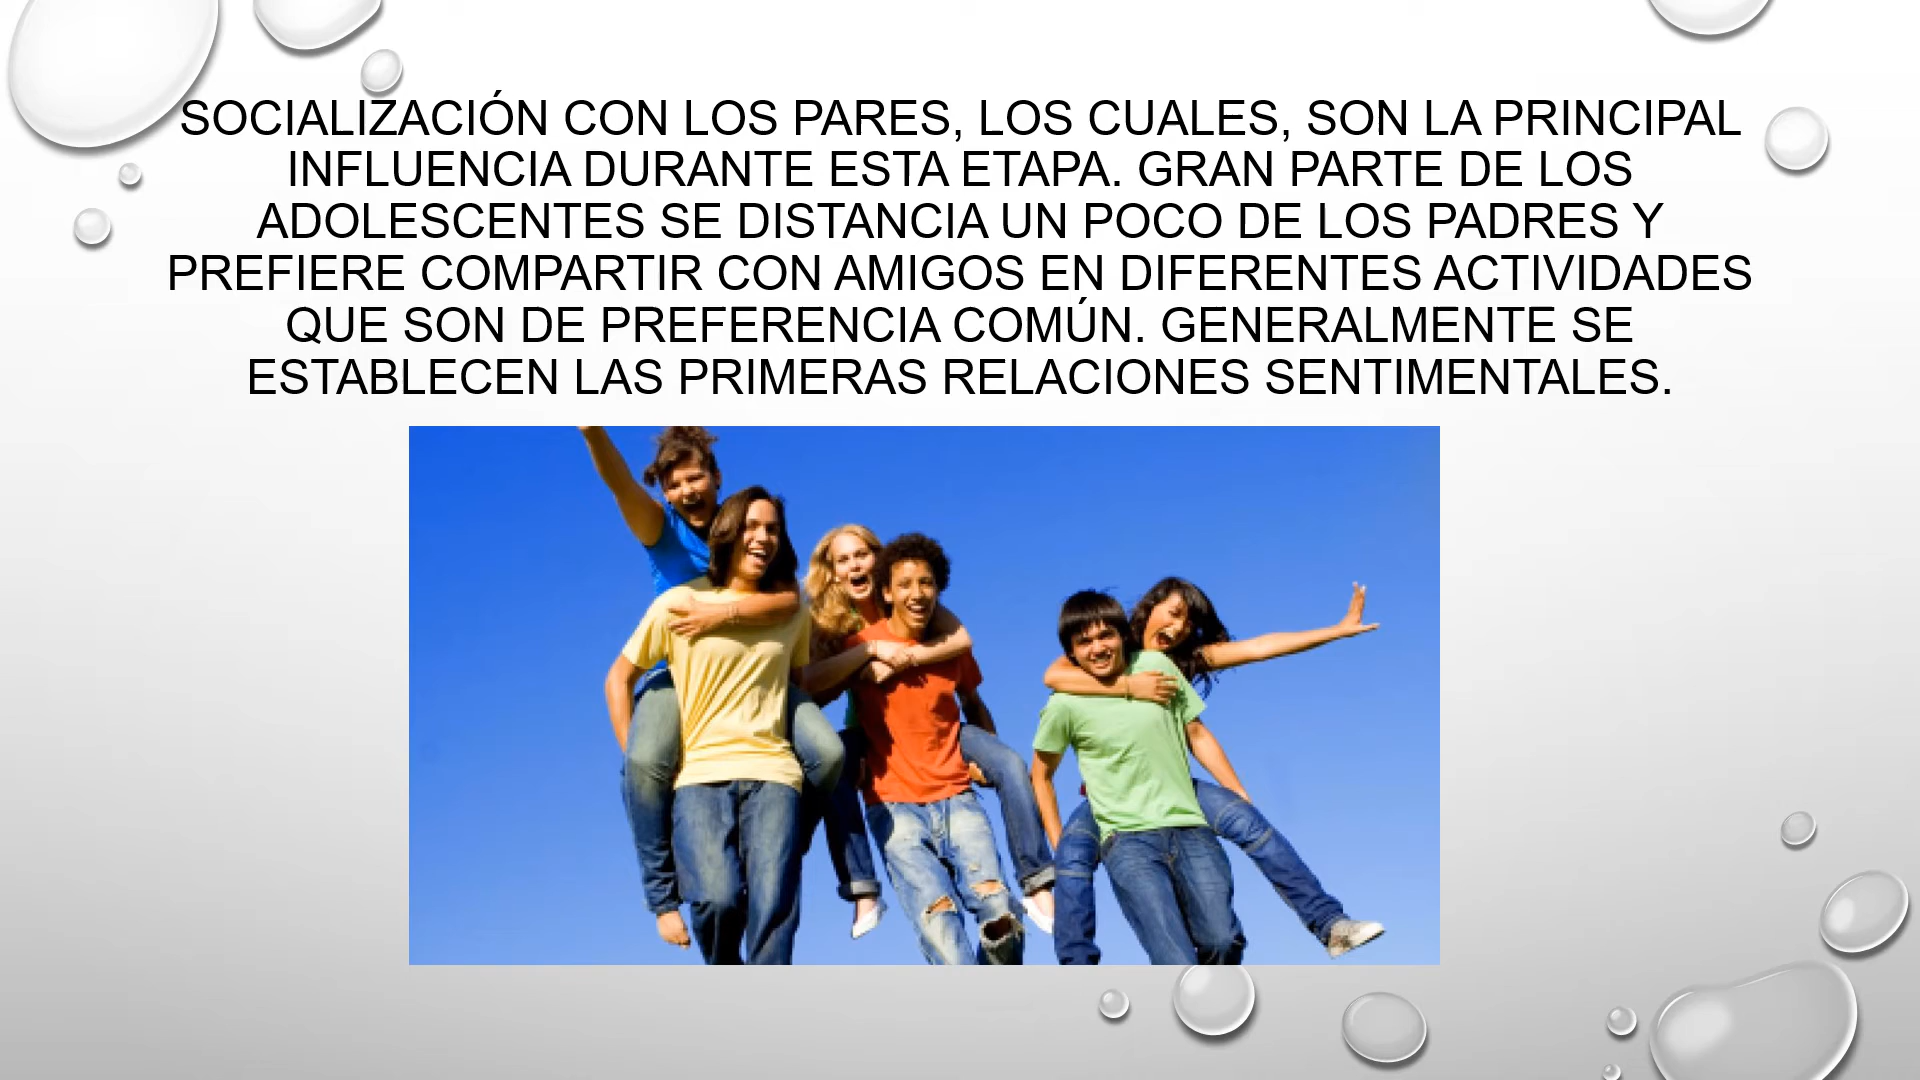 SOCIALIZACIÓN CON LOS PARES, LOS CUALES, SON LA PRINCIPAL
INFLUENCIA DURANTE ESTA ETAPA. GRAN PARTE DE LOS
ADOLESCENTES SE DISTANCIA UN POCO DE LOS PADRES Y
PREFIERE COMPARTIR CON AMIGOS EN DIFERENTES ACTIVIDADES
QUE SON DE PREFERENCIA COMÚN. GENERALMENTE SE
ESTABLECEN LAS PRIMERAS RELACIONES SENTIMENTALES.